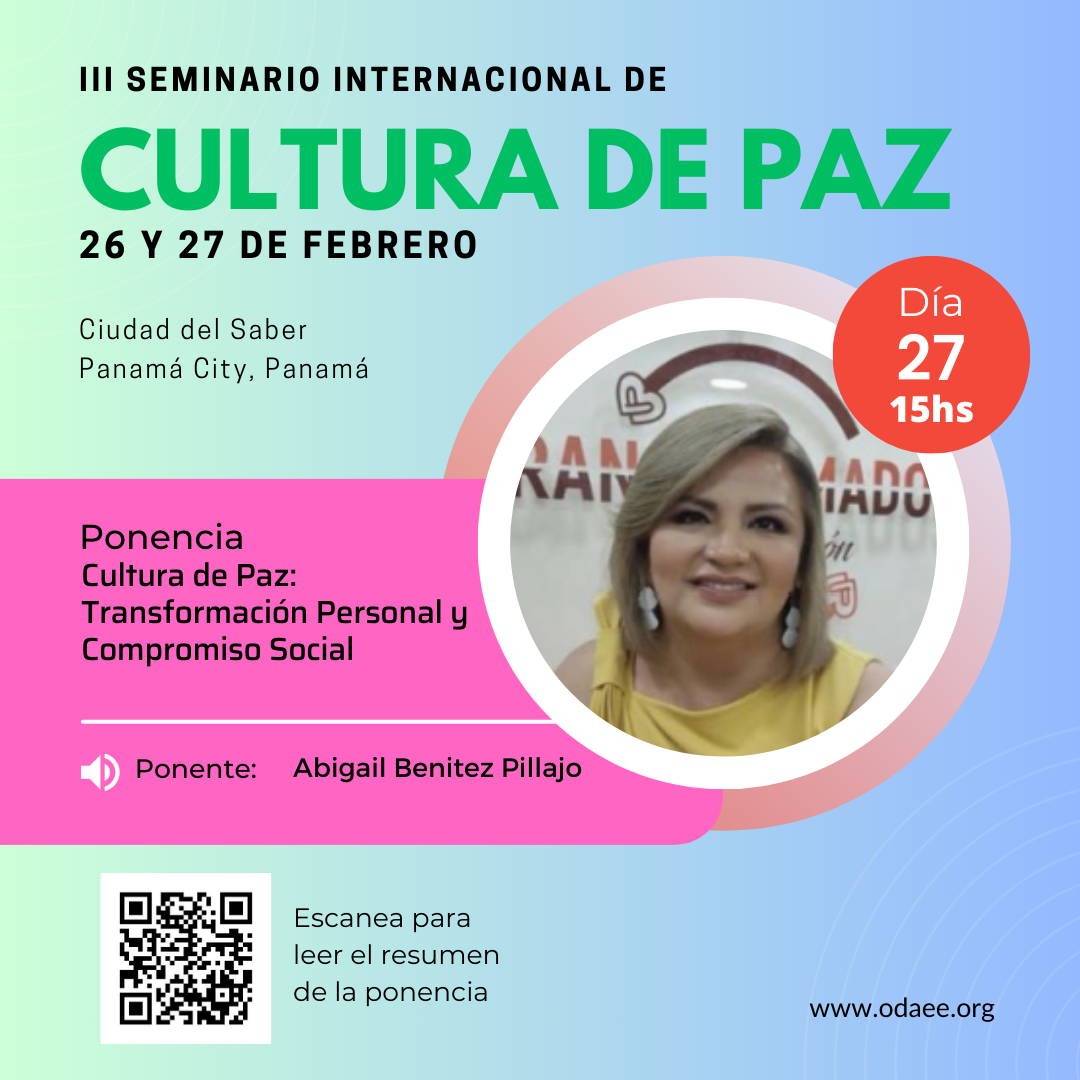 III SEMINARIO INTERNACIONAL DE
CULTURA DE PAZ
26 Y 27 DE FEBRERO
Ciudad del Saber
Panamá City, Panamá
Día
27
15hs
Ponencia
Cultura de Paz:
Transformación Personal y
Compromiso Social
Ponente: Abigail Benitez Pillajo
Escanea para
leer el resumen
de la ponencia
www.odaee.org